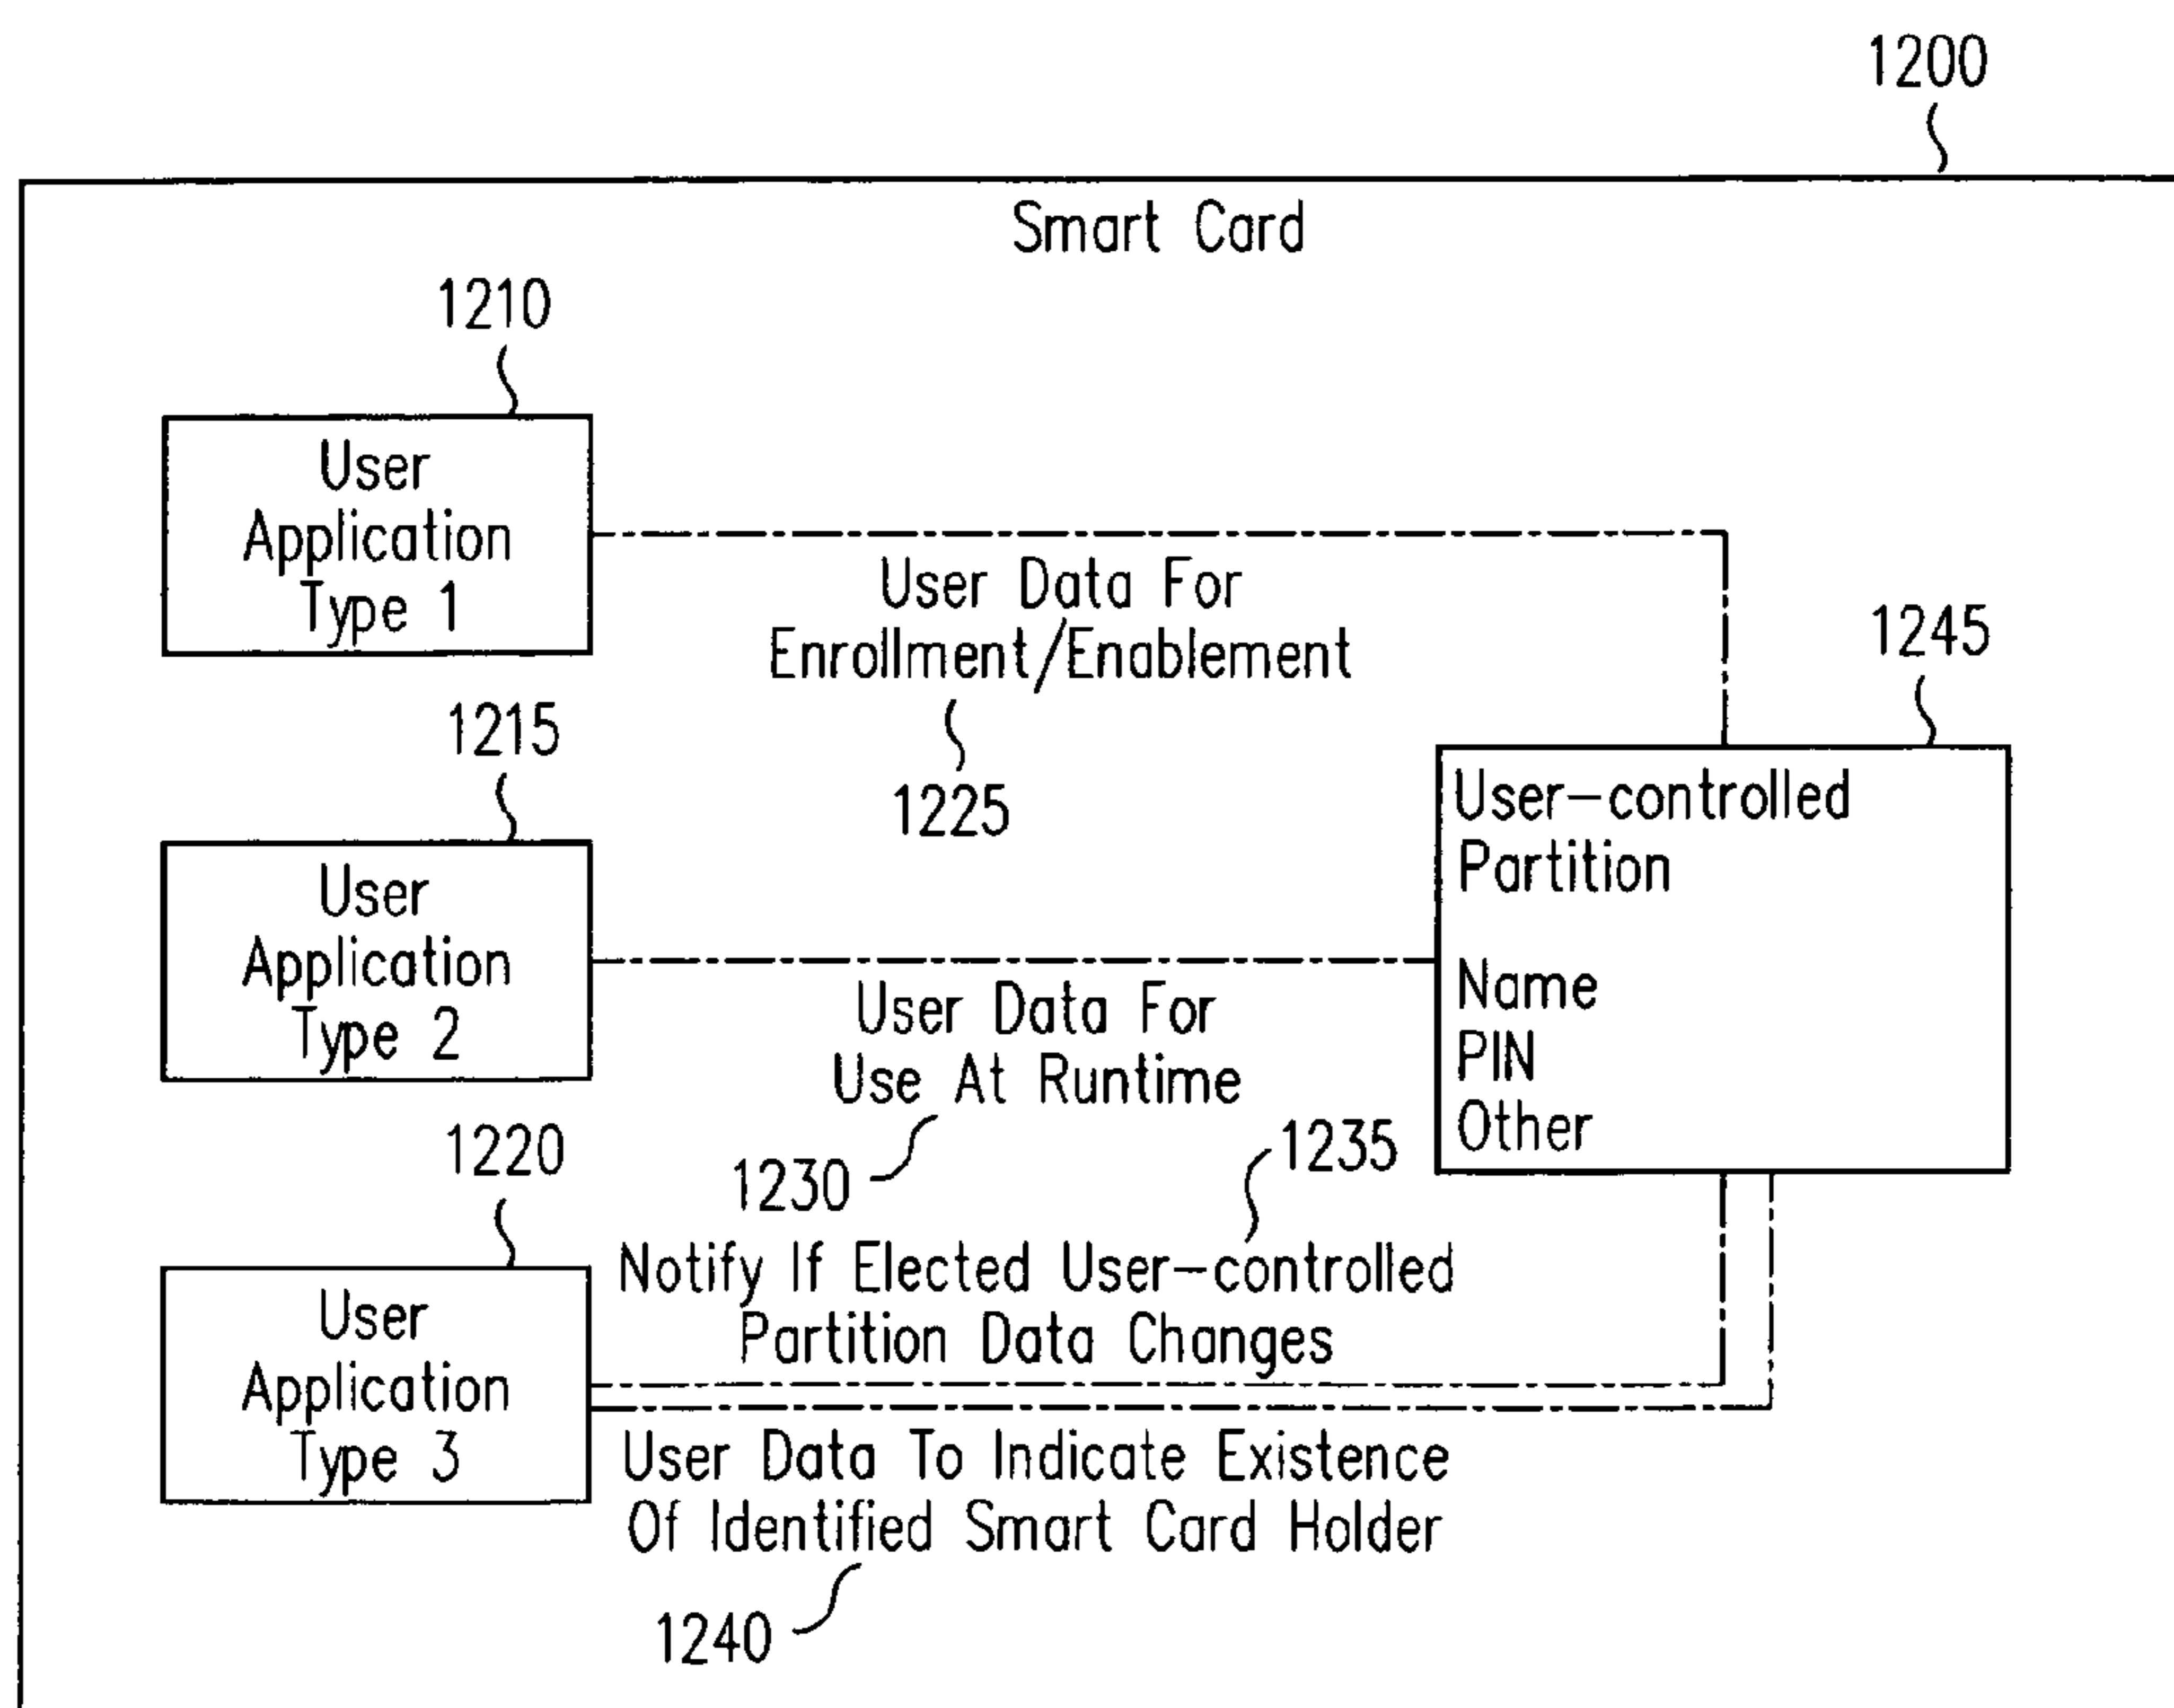 1200
Smart Card
1210
User
Application
Type 1
User Data For
Enrollment/Enablement
1225
1245
User-controlled
Partition
Name
PIN
Other
1215
User
Application
Type 2
User Data For
Use At Runtime
1230
1235
1220
User
Application
Type 3
Notify If Elected User-controlled
Partition Data Changes
User Data To Indicate Existence
Of Identified Smart Card Holder
1240